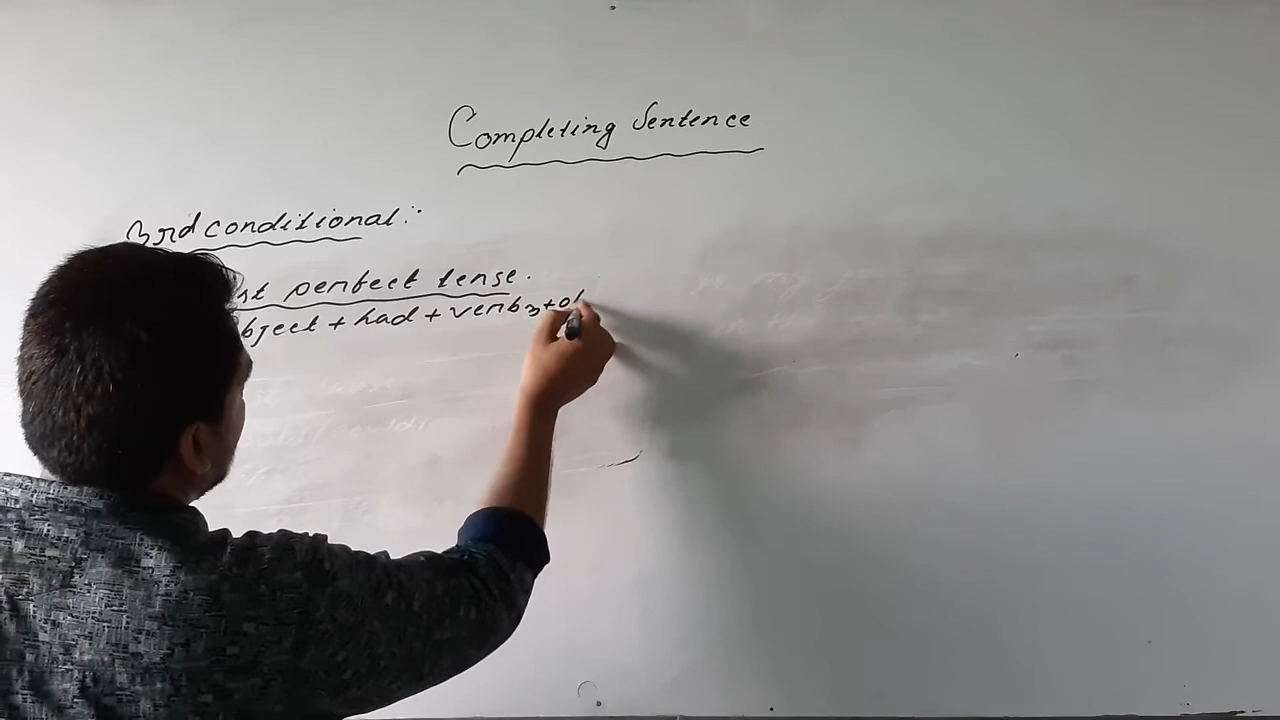 Completing Sentence
3rd conditional:
st perfect tense.
bject + had + verb3 + ob